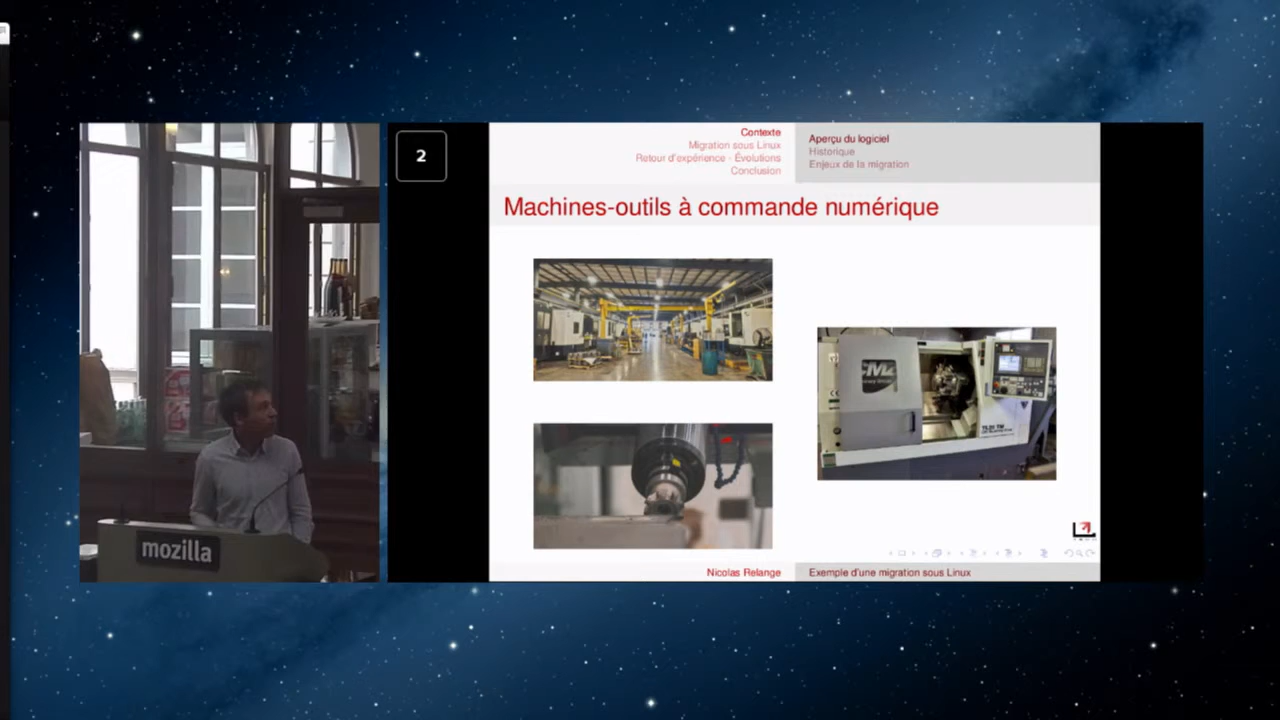 2
Contexte
Migration sous Linux
Retour d'expérience - Évolutions
Conclusion
Aperçu du logiciel
Historique
Enjeux de la migration
Machines-outils à commande numérique
mozilla
Nicolas Relange
Exemple d'une migration sous Linux